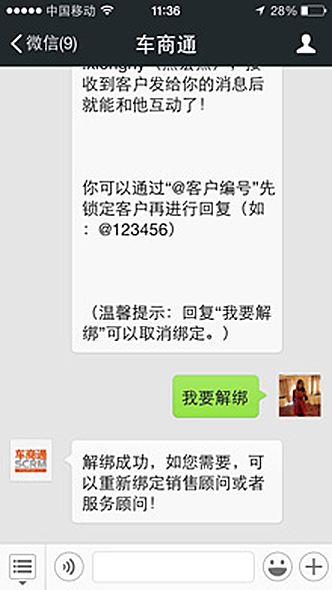 中国移动 11:36 28%
微信(9) 车商通
收到客户发给你的消息后
就能和他互动了！
你可以通过“@客户编号”先
锁定客户再进行回复（如
：@123456）
（温馨提示：回复“我要解
绑”可以取消绑定。）
我要解绑
车商通
SCRM
解绑成功，如您需要，可
以重新绑定销售顾问或者
服务顾问！